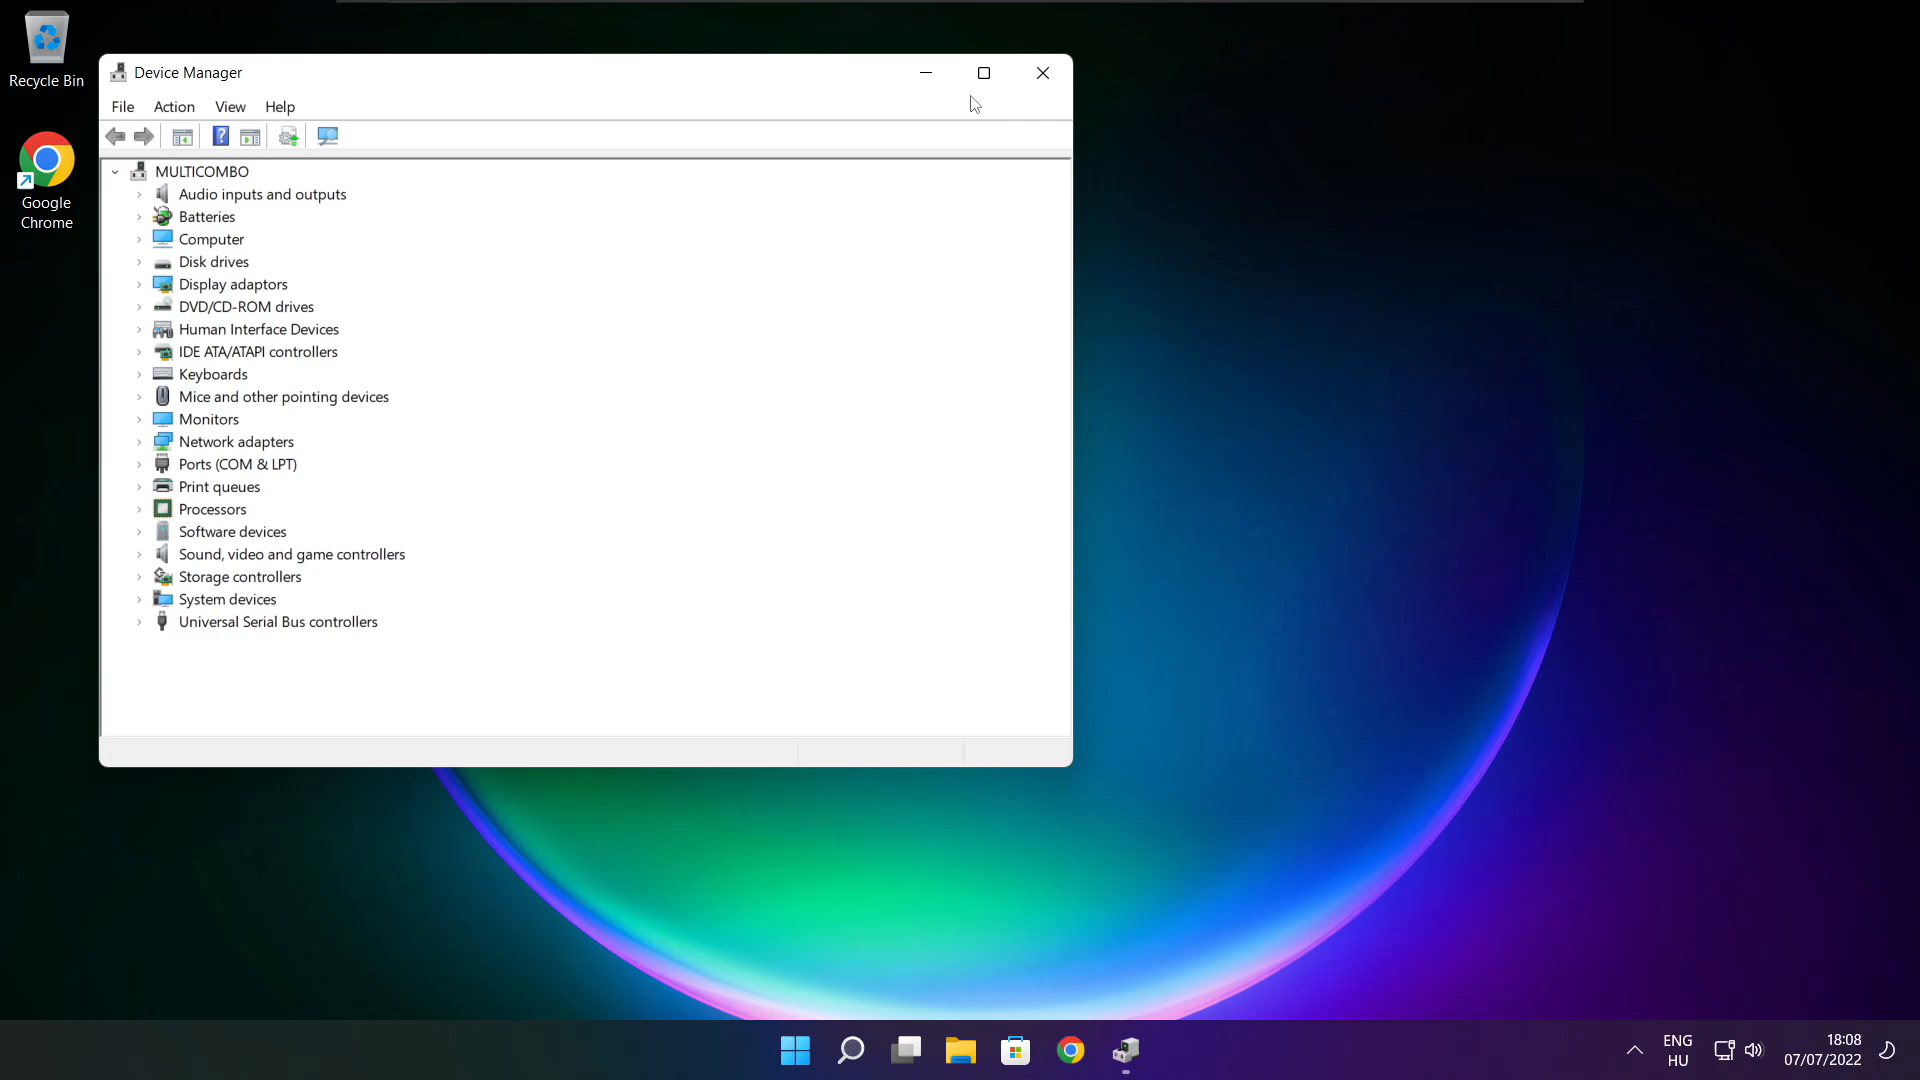 Recycle Bin
Google
Chrome
Device Manager
File Action View Help
MULTICOMBO
Audio inputs and outputs
Batteries
Computer
Disk drives
Display adaptors
DVD/CD-ROM drives
Human Interface Devices
IDE ATA/ATAPI controllers
Keyboards
Mice and other pointing devices
Monitors
Network adapters
Ports (COM & LPT)
Print queues
Processors
Software devices
Sound, video and game controllers
Storage controllers
System devices
Universal Serial Bus controllers
ENG
HU
18:08
07/07/2022